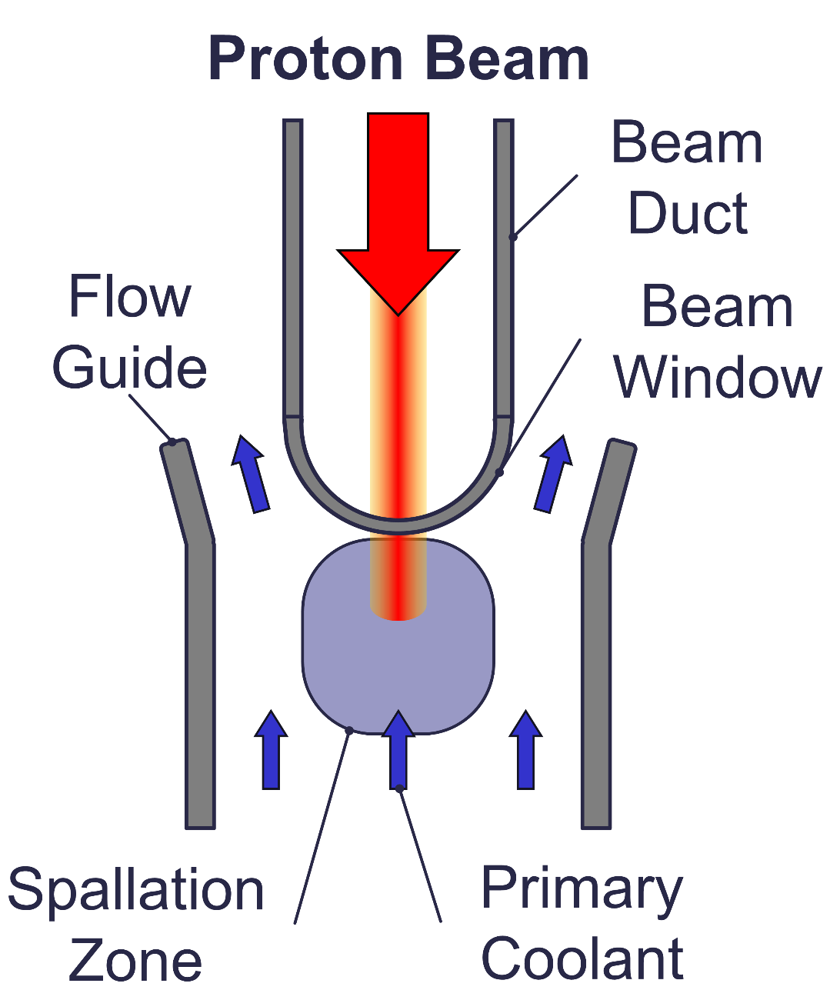 Proton Beam
Beam
Duct
Flow
Guide
Beam
Window
Spallation
Zone
Primary
Coolant